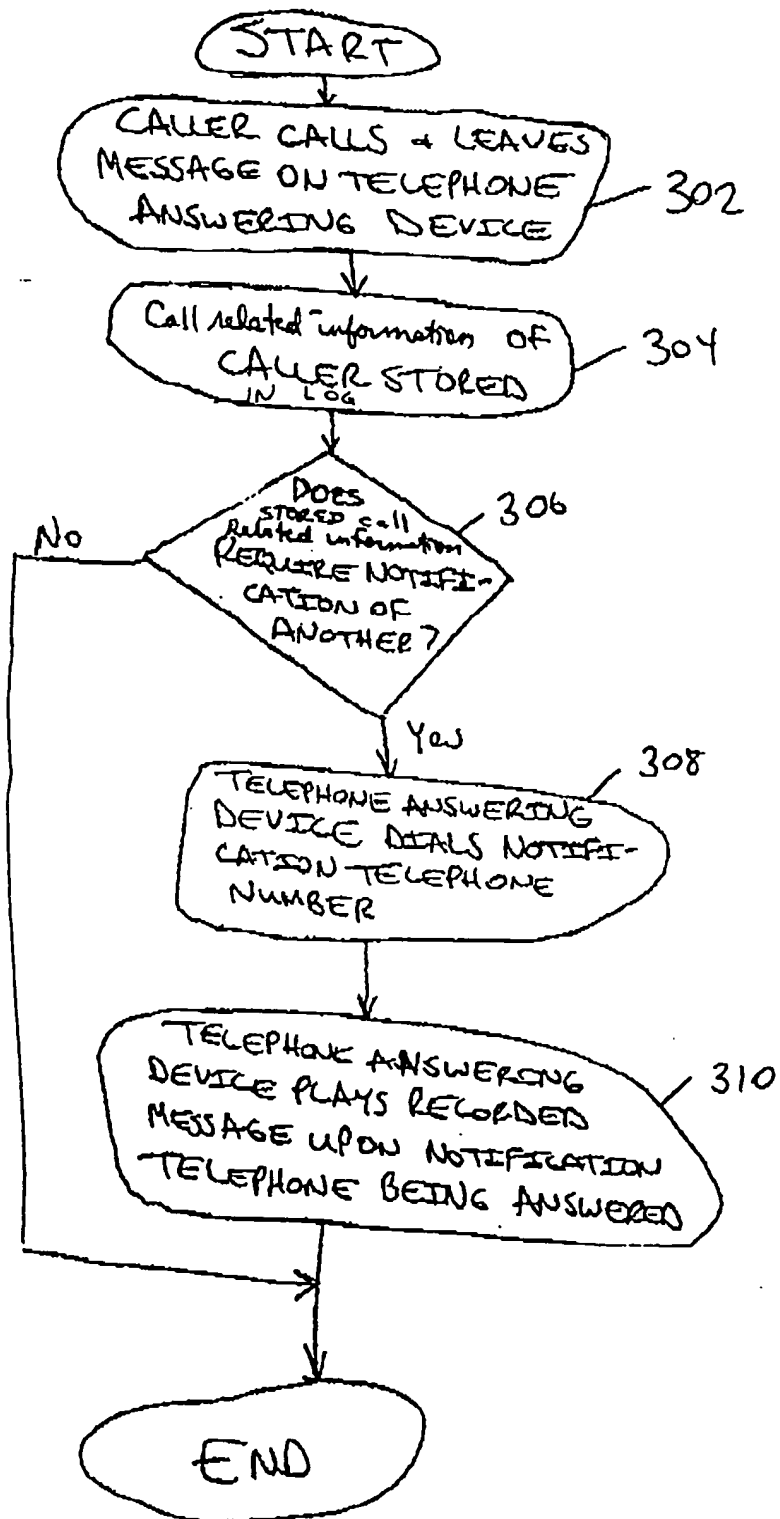 START
CALLER CALLS & LEAVES
MESSAGE ON TELEPHONE
ANSWERING DEVICE
302
Call related information of
CALLER STORED
IN LOG
304
DOES
STORED call
Related information
REQUIRE NOTIFI-
CATION OF
ANOTHER?
306
No
Yes
TELEPHONE ANSWERING
DEVICE DIALS NOTIFI-
CATION TELEPHONE
NUMBER
308
TELEPHONE ANSWERING
DEVICE PLAYS RECORDED
MESSAGE UPON NOTIFICATION
TELEPHONE BEING ANSWERED
310
END